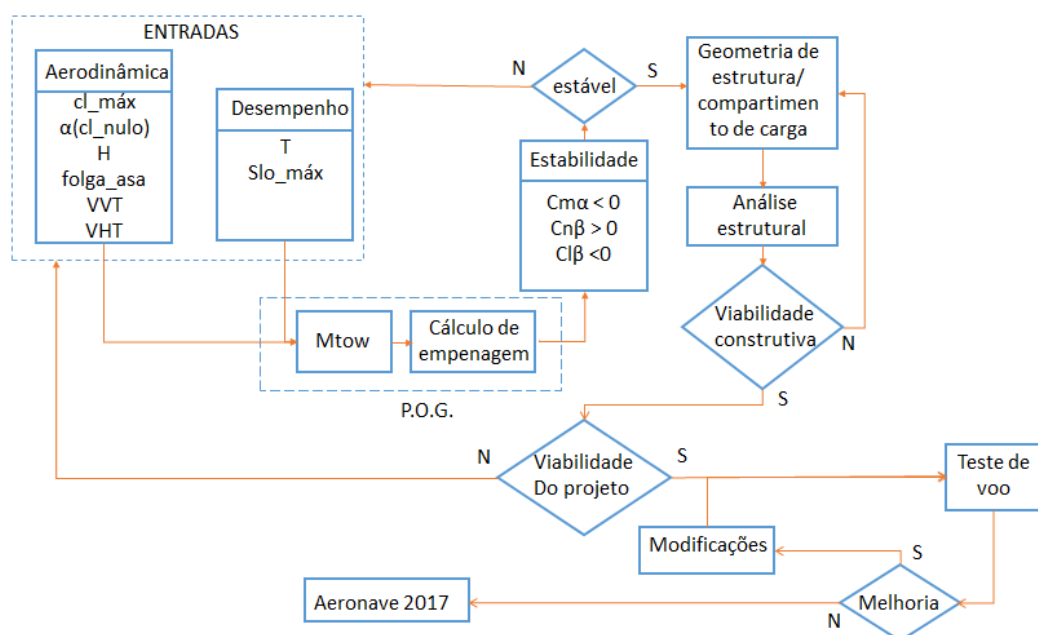 ENTRADAS
Aerodinâmica
cl_máx
α(cl_nulo)
H
folga_asa
VVT
VHT
Desempenho
T
Slo_máx
N
estável
S
Geometria de
estrutura/
compartimen
to de carga
Estabilidade
Cmα < 0
Cnβ > 0
Clβ <0
Análise
estrutural
Viabilidade
construtiva
N
S
Mtow
Cálculo de
empenagem
P.O.G.
N
Viabilidade
Do projeto
S
Teste de
voo
Modificações
S
Melhoria
N
Aeronave 2017